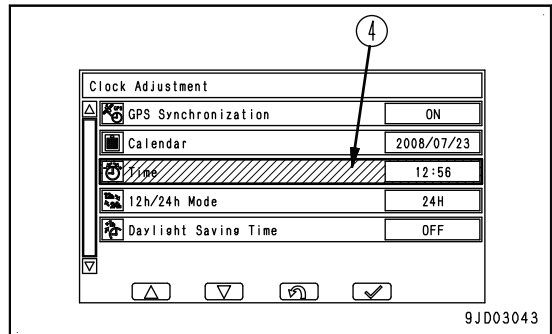 4
Clock Adjustment
GPS Synchronization ON
Calendar 2008/07/23
Time 12:56
12h/24h Mode 24H
Daylight Saving Time OFF
9JD03043